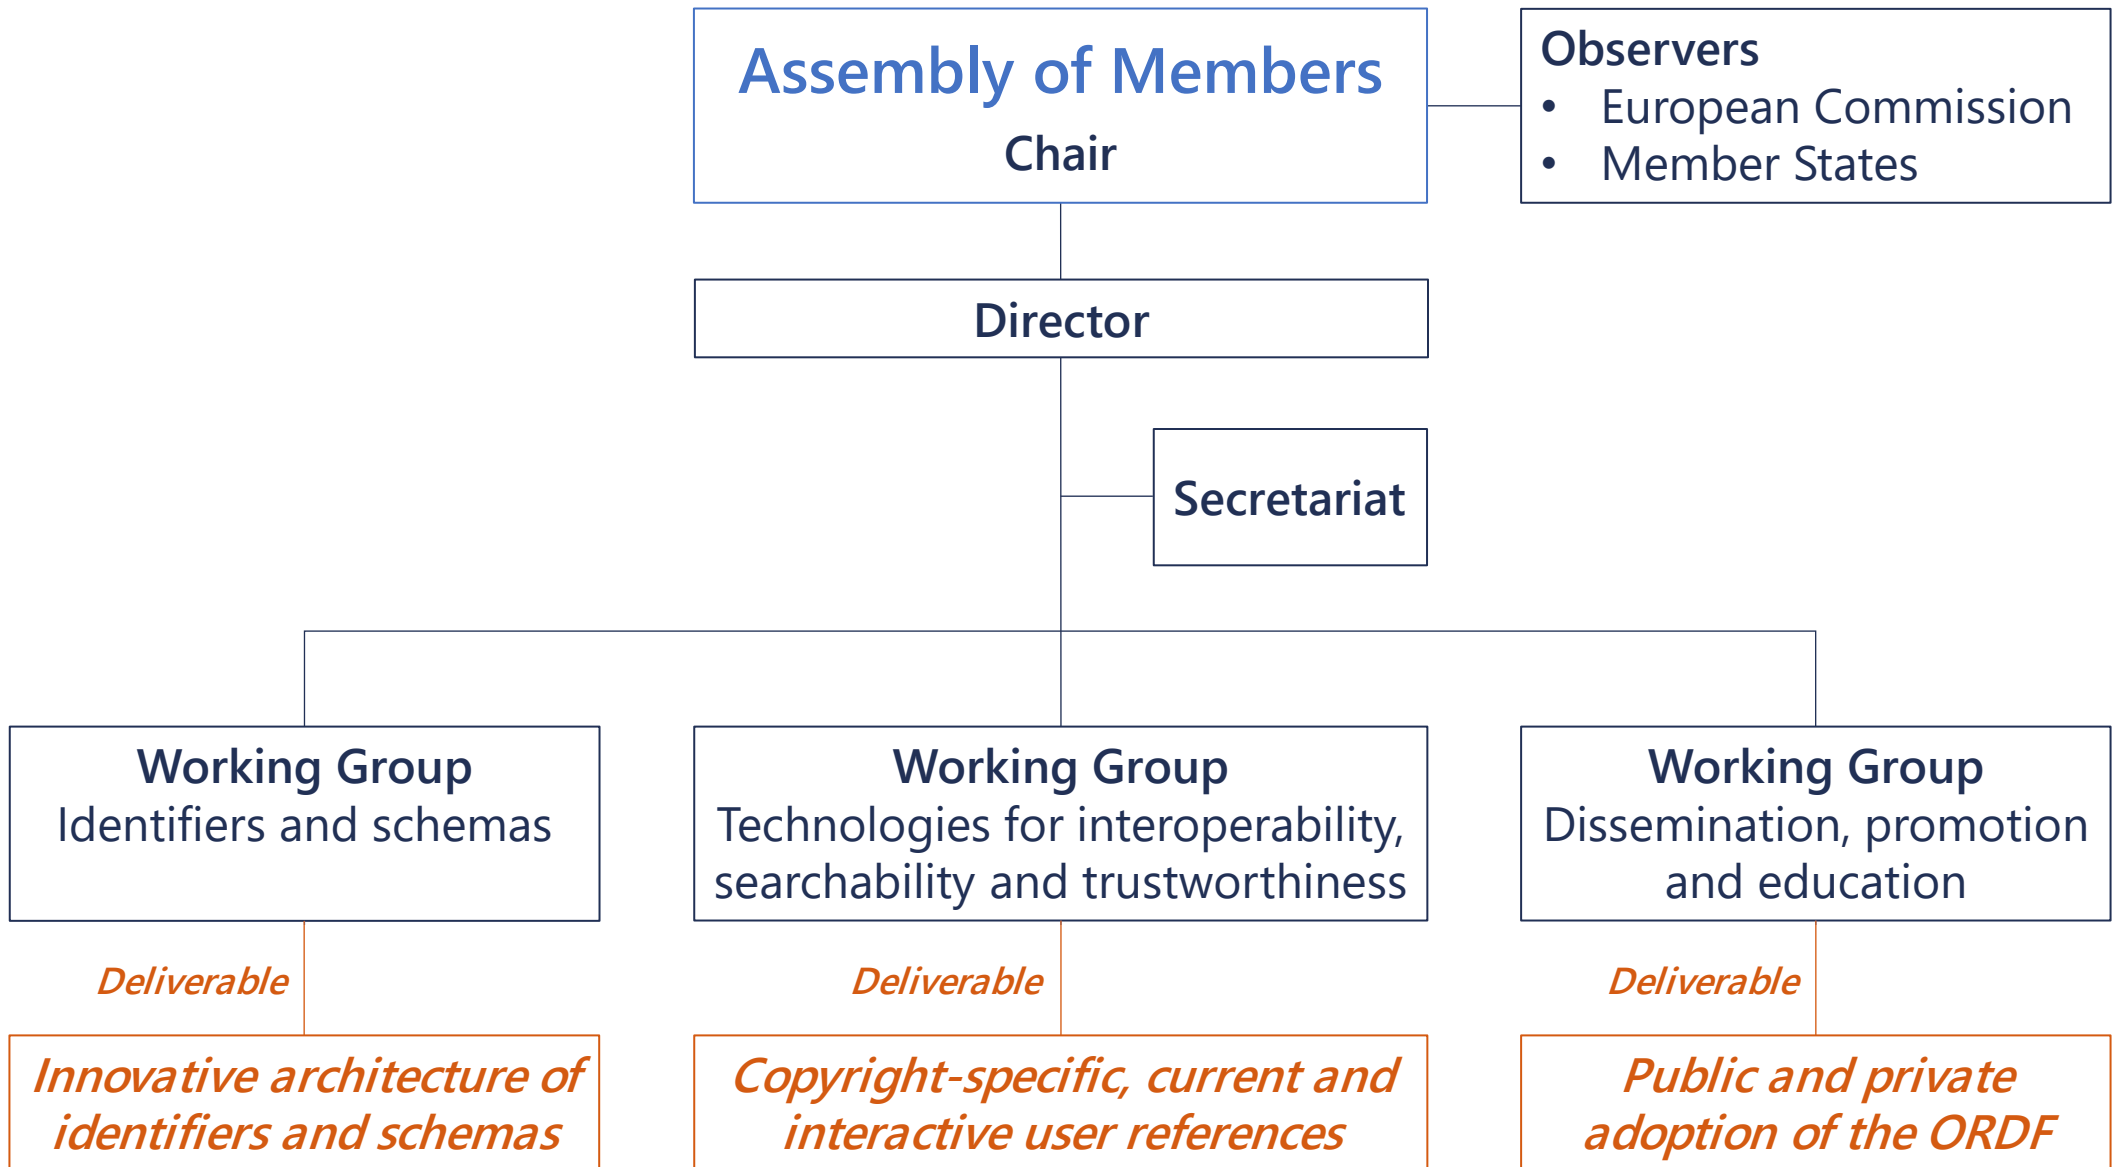 Assembly of Members
Chair
Observers
• European Commission
• Member States
Director
Secretariat
Working Group
Identifiers and schemas
Working Group
Technologies for interoperability,
searchability and trustworthiness
Working Group
Dissemination, promotion
and education
Deliverable
Deliverable
Deliverable
Innovative architecture of
identifiers and schemas
Copyright-specific, current and
interactive user references
Public and private
adoption of the ORDF